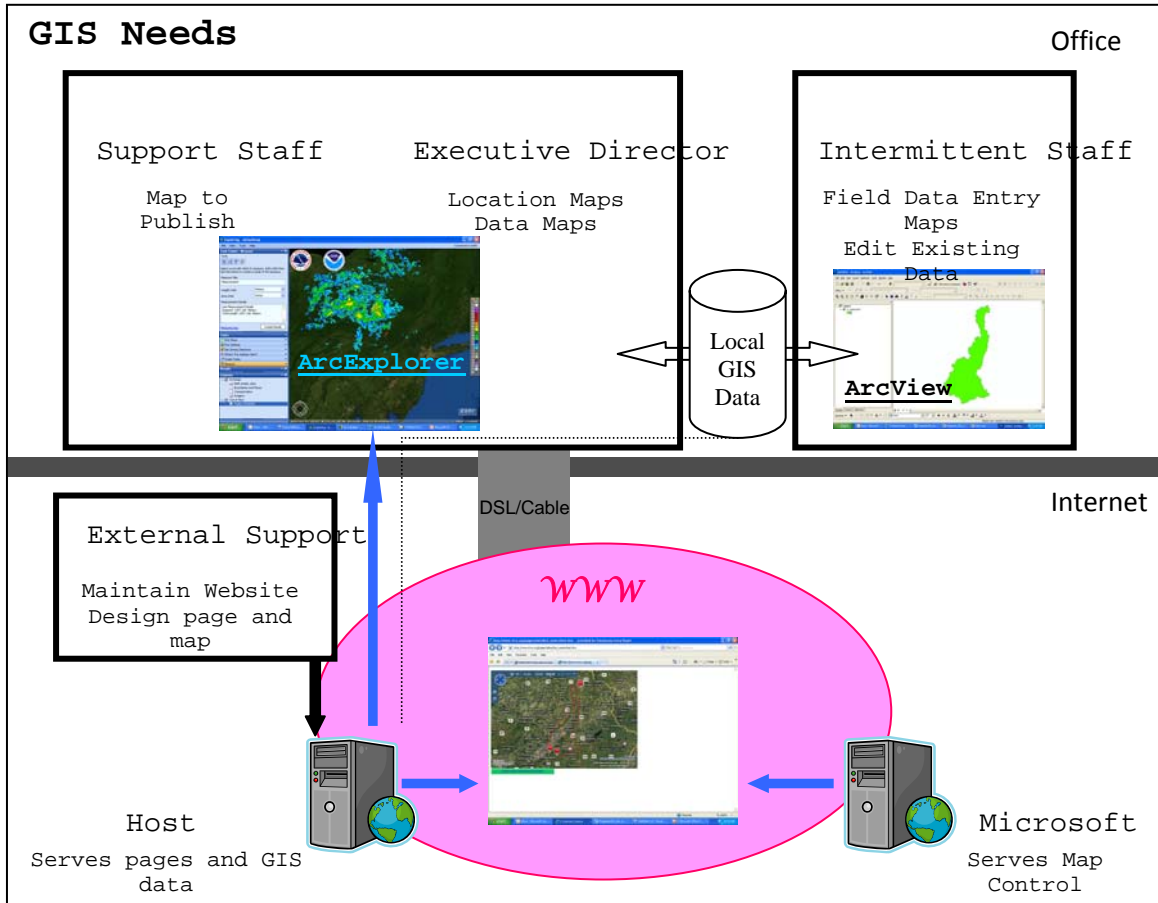 GIS Needs
Office
Support Staff
Executive Director
Intermittent Staff
Map to
Publish
Location Maps
Data Maps
Field Data Entry
Maps
Edit Existing
Data
ArcExplorer
Local
GIS
Data
ArcView
DSL/Cable
Internet
External Support
Maintain Website
Design page and
map
www
Host
Serves pages and GIS
data
Microsoft
Serves Map
Control